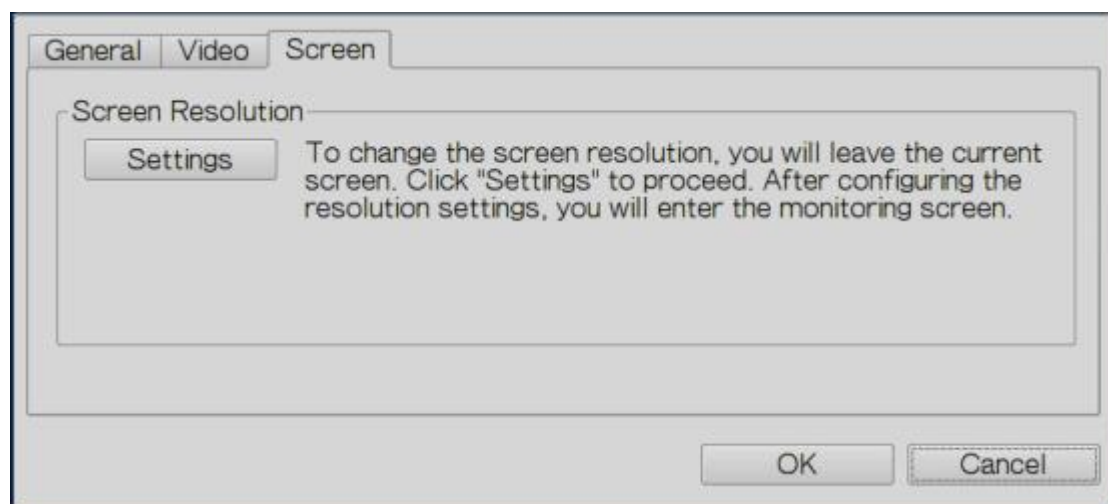 General Video Screen
Screen Resolution
Settings
To change the screen resolution, you will leave the current
screen. Click "Settings" to proceed. After configuring the
resolution settings, you will enter the monitoring screen.
OK Cancel